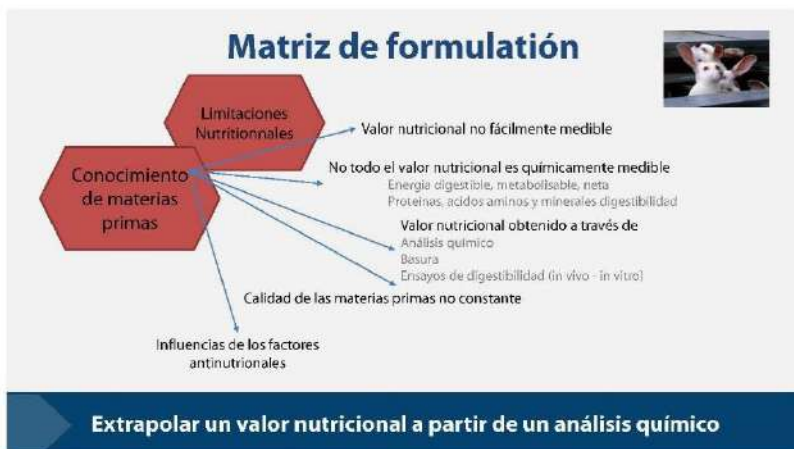 Matriz de formulatión
Limitaciones
Nutritionnales
Conocimiento
de materias
primas
Valor nutricional no fácilmente medible
No todo el valor nutricional es químicamente medible
Energia digestible, metabolisable, neta
Proteinas, acidos aminos y minerales digestibilidad
Valor nutricional obtenido a través de
Análisis químico
Basura
Ensayos de digestibilidad (in vivo - in vitro)
Calidad de las materias primas no constante
Influencias de los factores
antinutrionales
Extrapolar un valor nutricional a partir de un análisis químico